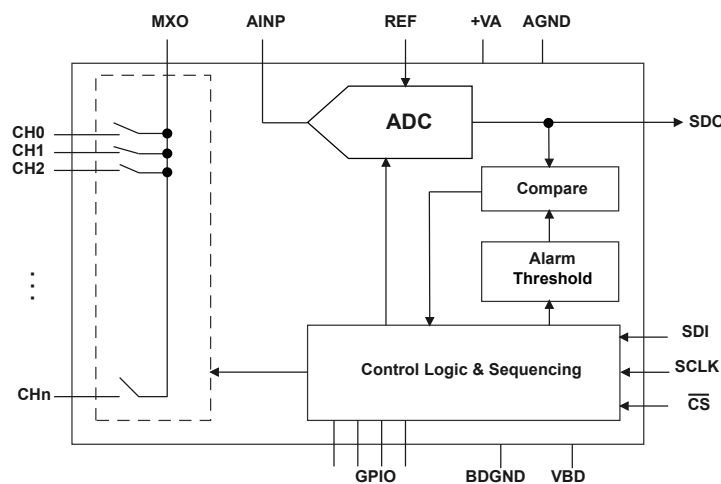 MXO AINP REF +VA AGND
ADC
SDO
CH0
CH1
CH2
Compare
Alarm
Threshold
SDI
Control Logic & Sequencing
SCLK
CHn
CS
GPIO BDGND VBD